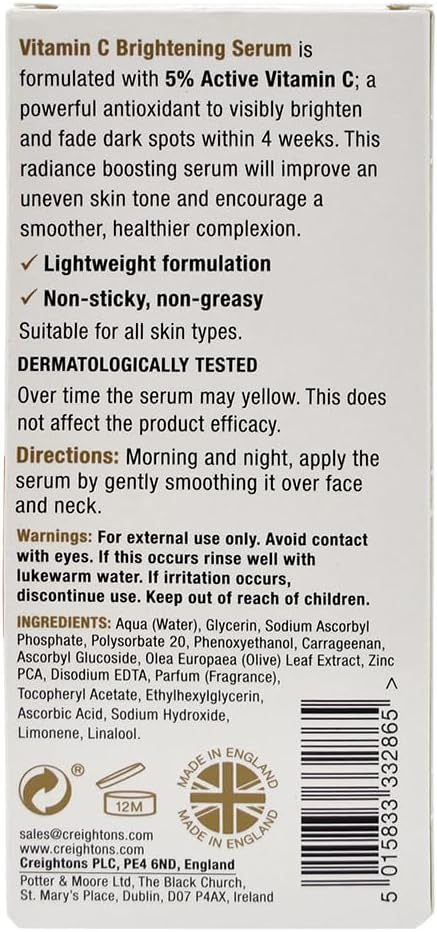 Vitamin C Brightening Serum is
formulated with 5% Active Vitamin C; a
powerful antioxidant to visibly brighten
and fade dark spots within 4 weeks. This
radiance boosting serum will improve an
uneven skin tone and encourage a
smoother, healthier complexion.
✓ Lightweight formulation
✓ Non-sticky, non-greasy
Suitable for all skin types.
DERMATOLOGICALLY TESTED
Over time the serum may yellow. This does
not affect the product efficacy.
Directions: Morning and night, apply the
serum by gently smoothing it over face
and neck.
Warnings: For external use only. Avoid contact
with eyes. If this occurs rinse well with
lukewarm water. If irritation occurs,
discontinue use. Keep out of reach of children.
INGREDIENTS: Aqua (Water), Glycerin, Sodium Ascorbyl
Phosphate, Polysorbate 20, Phenoxyethanol, Carrageenan,
Ascorbyl Glucoside, Olea Europaea (Olive) Leaf Extract, Zinc
PCA, Disodium EDTA, Parfum (Fragrance),
Tocopheryl Acetate, Ethylhexylglycerin,
Ascorbic Acid, Sodium Hydroxide,
Limonene, Linalool.
®
12M
MADE IN ENGLAND
MADE IN ENGLAND
sales@creightons.com
www.creightons.com
Creightons PLC, PE4 6ND, England
Potter & Moore Ltd, The Black Church,
St. Mary's Place, Dublin, D07 P4AX, Ireland
5 015833 332865 >